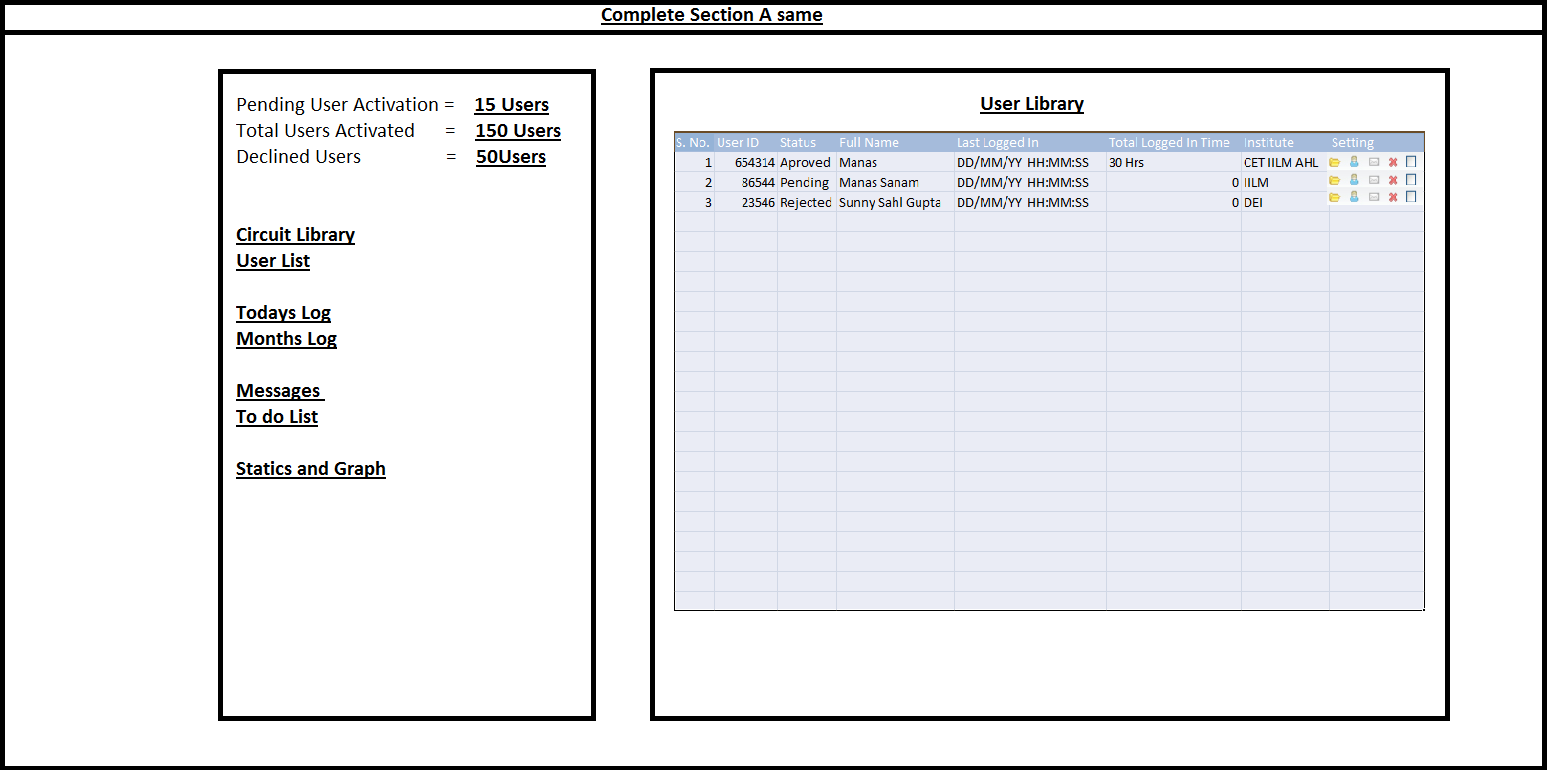 Complete Section A same
Pending User Activation = 15 Users
Total Users Activated = 150 Users
Declined Users = 50Users
Circuit Library
User List
Todays Log
Months Log
Messages
To do List
Statics and Graph
User Library
S. No. User ID Status Full Name Last Logged In Total Logged In Time Institute Setting
1 654314 Aproved Manas DD/MM/YY HH:MM:SS 30 Hrs CET IILM AHL
2 86544 Pending Manas Sanam DD/MM/YY HH:MM:SS 0 IILM
3 23546 Rejected Sunny Sahl Gupta DD/MM/YY HH:MM:SS 0 DEI